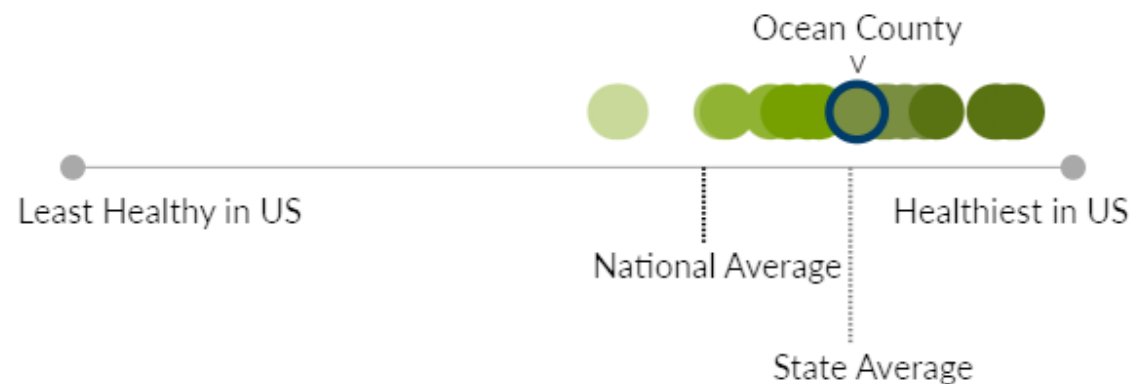 Ocean County
v
Least Healthy in US
Healthiest in US
National Average
State Average